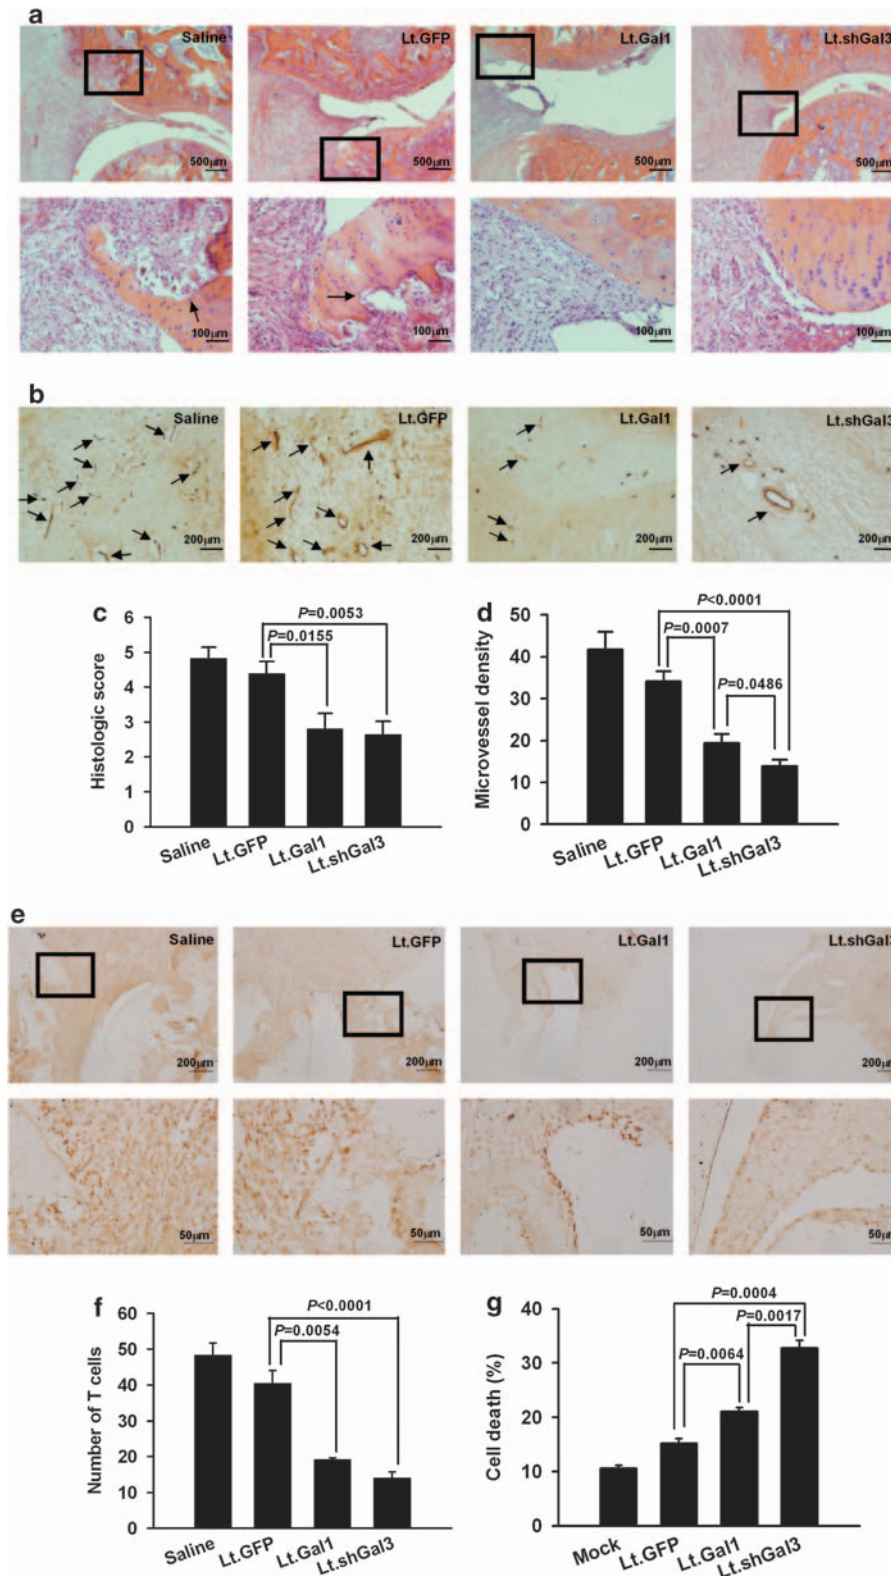 a
Saline
Lt.GFP
Lt.Gal1
Lt.shGal3
500µm
500µm
500µm
500µm
100µm
100µm
100µm
100µm
b
Saline
Lt.GFP
Lt.Gal1
Lt.shGal3
200µm
200µm
200µm
200µm
c
Histologic score
6
5
4
3
2
1
0
P=0.0053
P=0.0155
Saline
Lt.GFP
Lt.Gal1
Lt.shGal3
d
Microvessel density
50
40
30
20
10
0
P<0.0001
P=0.0007
P=0.0486
Saline
Lt.GFP
Lt.Gal1
Lt.shGal3
e
Saline
Lt.GFP
Lt.Gal1
Lt.shGal3
200µm
200µm
200µm
200µm
50µm
50µm
50µm
50µm
f
Number of T cells
60
50
40
30
20
10
0
P<0.0001
P=0.0054
Saline
Lt.GFP
Lt.Gal1
Lt.shGal3
g
Cell death (%)
40
30
20
10
0
P=0.0004
P=0.0017
P=0.0064
Mock
Lt.GFP
Lt.Gal1
Lt.shGal3